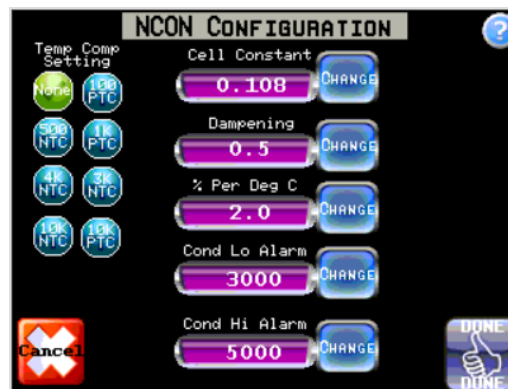 NCON CONFIGURATION
?
Temp Comp
Setting
None
100
PTC
500
NTC
1K
PTC
4K
NTC
3K
NTC
10K
NTC
10K
PTC
Cell Constant
0.108
CHANGE
Dampening
0.5
CHANGE
% Per Deg C
2.0
CHANGE
Cond Lo Alarm
3000
CHANGE
Cond Hi Alarm
5000
CHANGE
Cancel
DONE
DONE